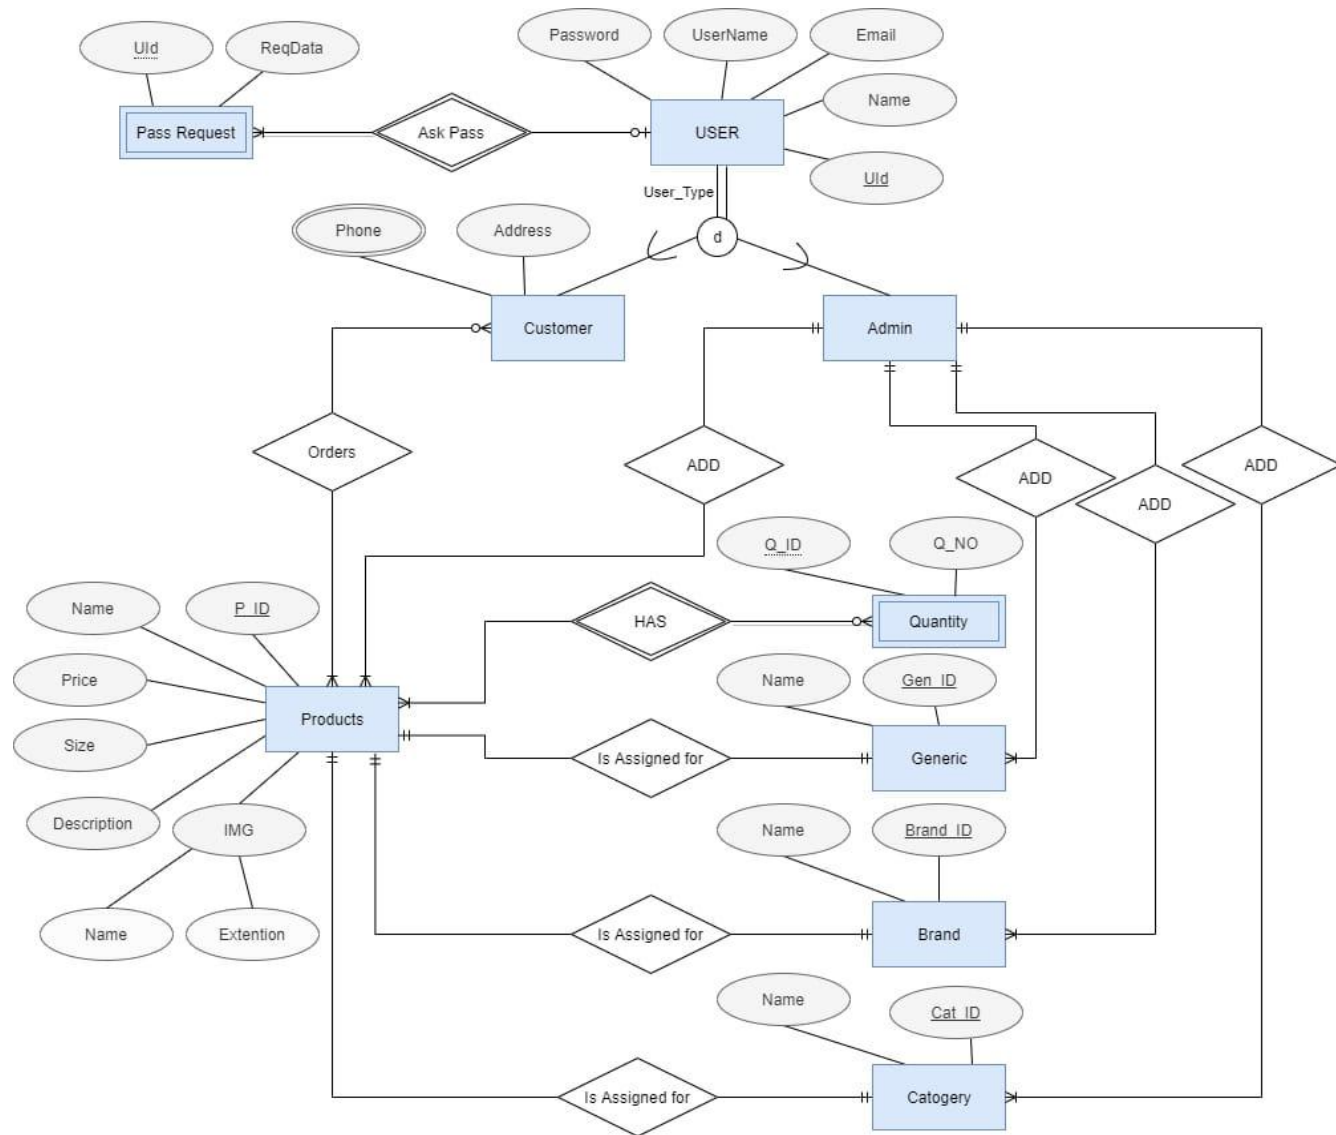 Password
UserName
Email
UId
ReqData
Name
Pass Request
Ask Pass
USER
UId
User_Type
Phone
Address
d
Customer
Admin
Orders
ADD
ADD
ADD
ADD
Q_ID
Q_NO
Name
P_ID
HAS
Quantity
Price
Name
Gen_ID
Products
Size
Is Assigned for
Generic
Description
IMG
Name
Brand_ID
Name
Extention
Is Assigned for
Brand
Name
Cat_ID
Is Assigned for
Catogery